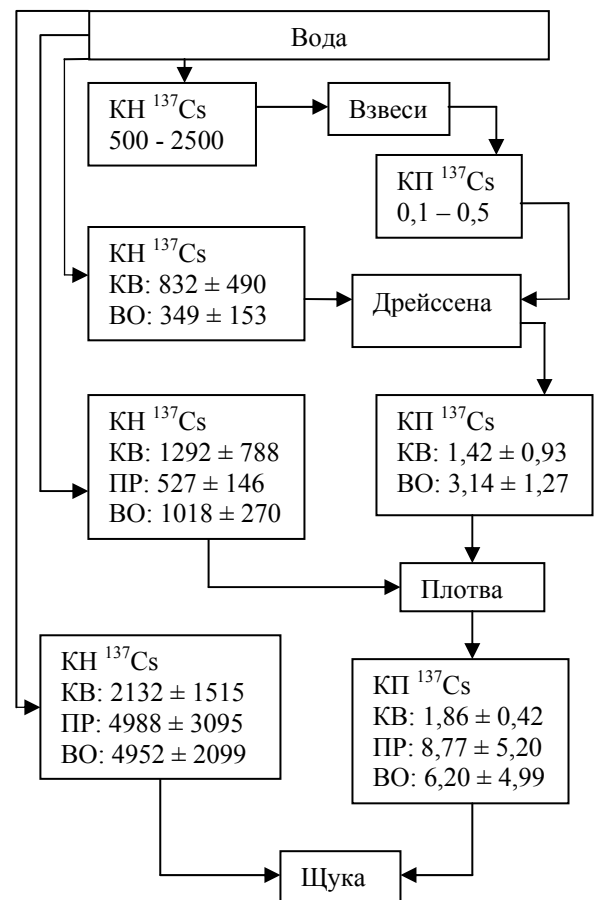 Вода
КН ¹³⁷Cs
500 - 2500
Взвеси
КП ¹³⁷Cs
0,1 – 0,5
КН ¹³⁷Cs
КВ: 832 ± 490
ВО: 349 ± 153
Дрейссена
КН ¹³⁷Cs
КВ: 1292 ± 788
ПР: 527 ± 146
ВО: 1018 ± 270
КП ¹³⁷Cs
КВ: 1,42 ± 0,93
ВО: 3,14 ± 1,27
Плотва
КН ¹³⁷Cs
КВ: 2132 ± 1515
ПР: 4988 ± 3095
ВО: 4952 ± 2099
КП ¹³⁷Cs
КВ: 1,86 ± 0,42
ПР: 8,77 ± 5,20
ВО: 6,20 ± 4,99
Щука